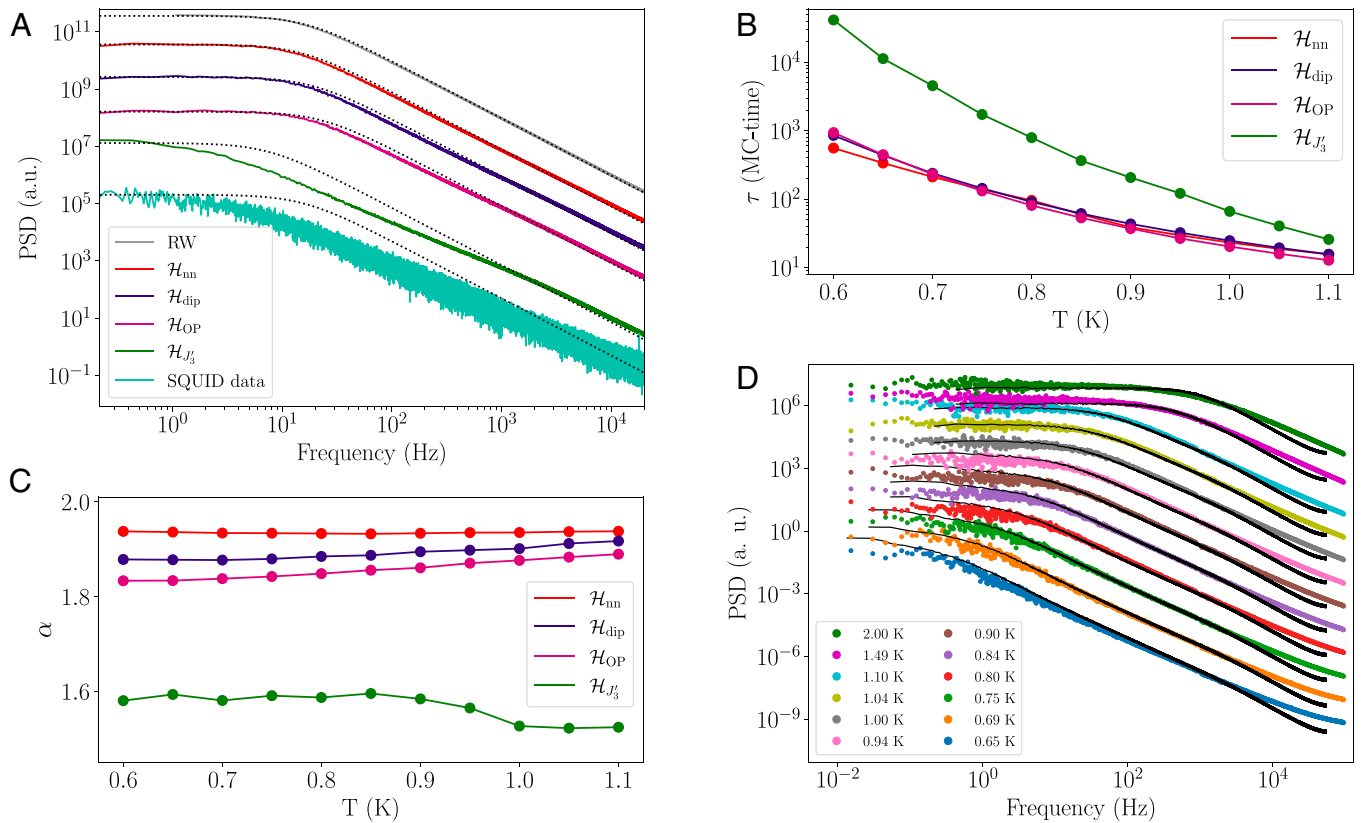 A
10^11
10^9
10^7
10^5
10^3
10^1
10^−1
PSD (a.u.)
RW
ℋ_nn
ℋ_dip
ℋ_OP
ℋ_J′_3
SQUID data
10^0 10^1 10^2 10^3 10^4
Frequency (Hz)
B
10^4
10^3
10^2
10^1
τ (MC-time)
ℋ_nn
ℋ_dip
ℋ_OP
ℋ_J′_3
0.6 0.7 0.8 0.9 1.0 1.1
T (K)
C
2.0
1.8
1.6
α
ℋ_nn
ℋ_dip
ℋ_OP
ℋ_J′_3
0.6 0.7 0.8 0.9 1.0 1.1
T (K)
D
10^6
10^3
10^0
10^−3
10^−6
10^−9
PSD (a. u.)
2.00 K 0.90 K
1.49 K 0.84 K
1.10 K 0.80 K
1.04 K 0.75 K
1.00 K 0.69 K
0.94 K 0.65 K
10^−2 10^0 10^2 10^4
Frequency (Hz)